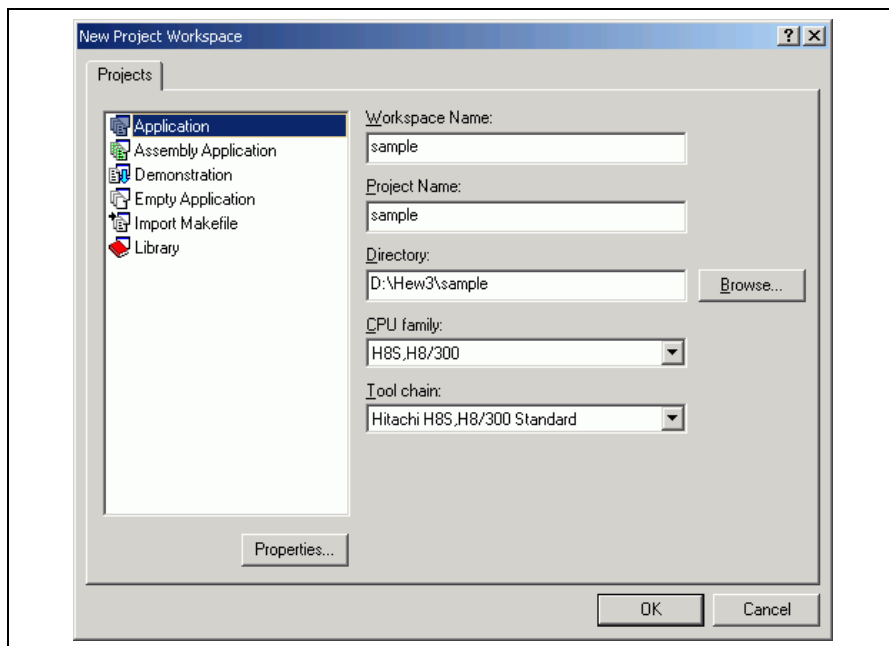 New Project Workspace
Projects
Application
Assembly Application
Demonstration
Empty Application
Import Makefile
Library
Workspace Name:
sample
Project Name:
sample
Directory:
D:\Hew3\sample
Browse...
CPU family:
H8S,H8/300
Tool chain:
Hitachi H8S,H8/300 Standard
Properties...
OK
Cancel